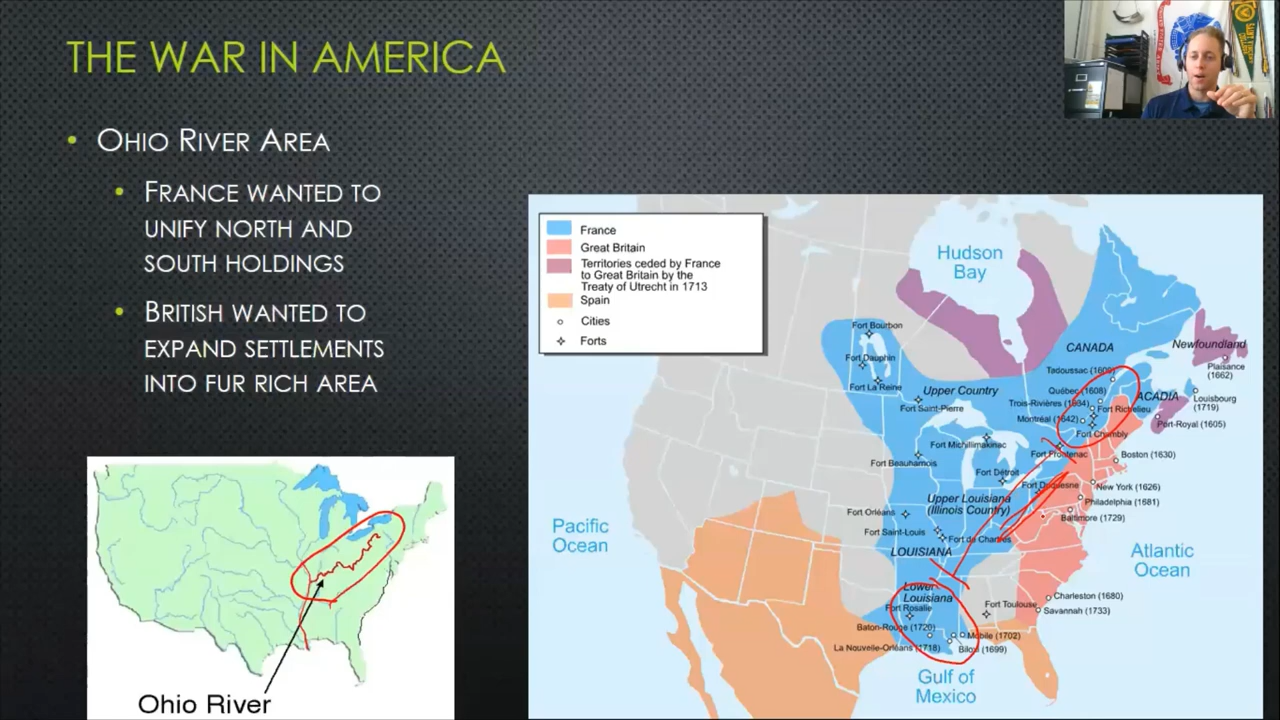 THE WAR IN AMERICA
• OHIO RIVER AREA
• FRANCE WANTED TO
UNIFY NORTH AND
SOUTH HOLDINGS
• BRITISH WANTED TO
EXPAND SETTLEMENTS
INTO FUR RICH AREA
Ohio River
France
Great Britain
Territories ceded by France
to Great Britain by the
Treaty of Utrecht in 1713
Spain
Cities
Forts
Hudson
Bay
Fort Bourbon
Fort Dauphin
Fort La Reine
Upper Country
Fort Saint-Pierre
CANADA
Newfoundland
Plaisance
(1662)
Tadoussac (1600)
Québec (1608)
ACADIA
Louisbourg
(1719)
Trois-Rivières (1634)
Fort Richelieu
Montréal (1642)
Port-Royal (1605)
Fort Chambly
Fort Michillimakinac
Fort Frontenac
Boston (1630)
Fort Beauharnois
Fort Détroit
Fort Duquesne
New York (1626)
Upper Louisiana
(Illinois Country)
Philadelphia (1681)
Fort Orléans
Baltimore (1729)
Fort Saint-Louis
Fort de Chartres
LOUISIANA
Pacific
Ocean
Atlantic
Ocean
Lower
Louisiana
Charleston (1680)
Fort Rosalie
Fort Toulouse
Savannah (1733)
Baton-Rouge (1720)
Mobile (1702)
La Nouvelle-Orléans (1718)
Biloxi (1699)
Gulf of
Mexico